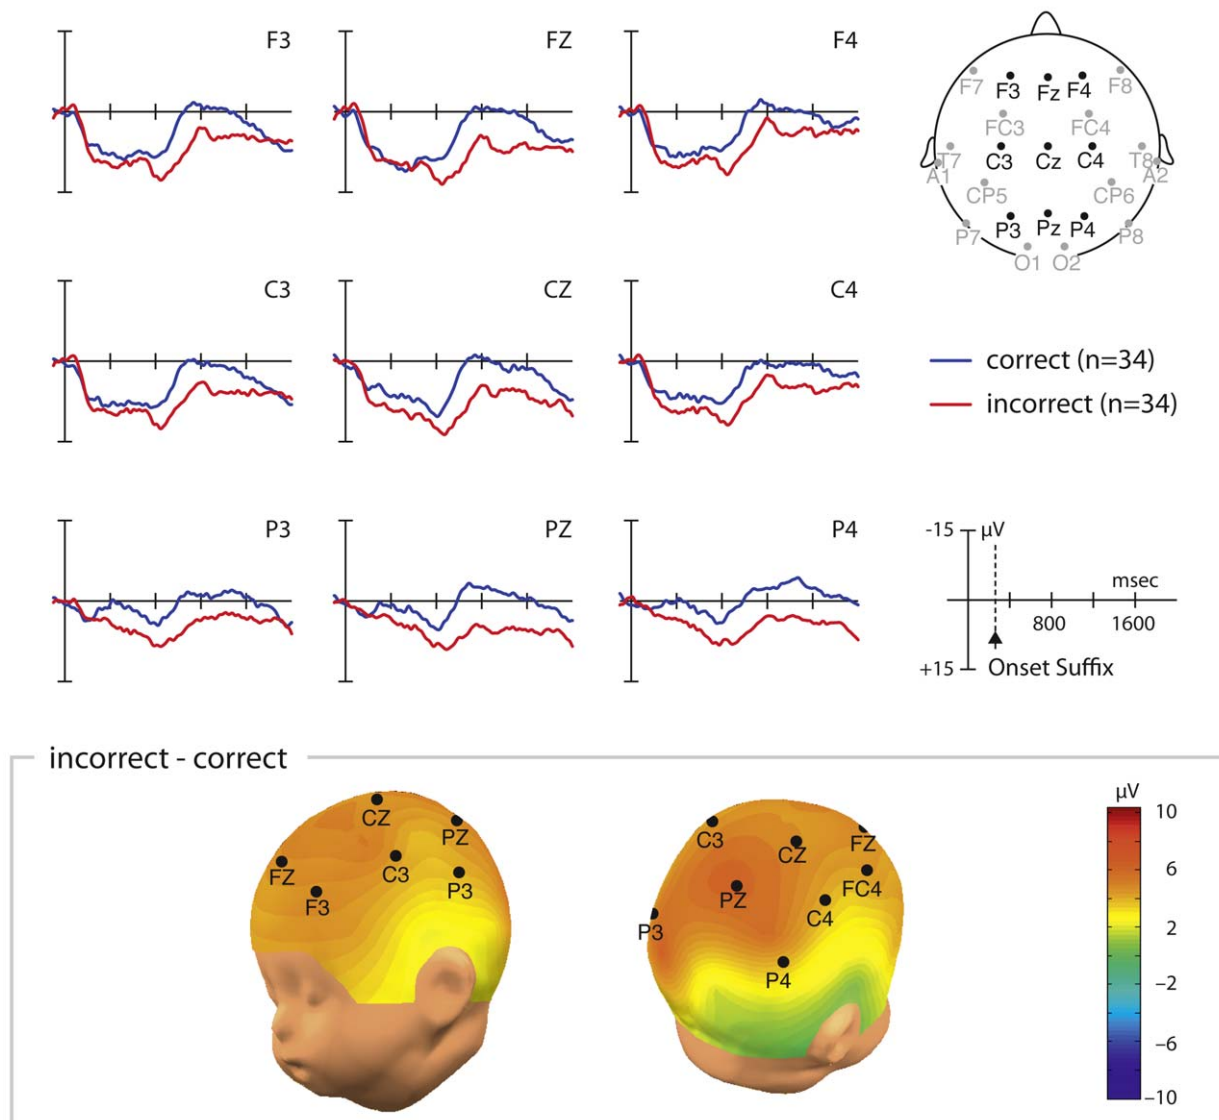 F3
FZ
F4
F7
F3
Fz
F4
F8
FC3
FC4
T7
C3
Cz
C4
T8
A1
A2
CP5
CP6
P7
P3
Pz
P4
P8
O1
O2
C3
CZ
C4
correct (n=34)
incorrect (n=34)
P3
PZ
P4
-15
µV
msec
800
1600
+15
Onset Suffix
incorrect - correct
CZ
PZ
FZ
C3
F3
P3
C3
CZ
FZ
PZ
FC4
C4
P3
P4
µV
10
6
2
–2
–6
–10